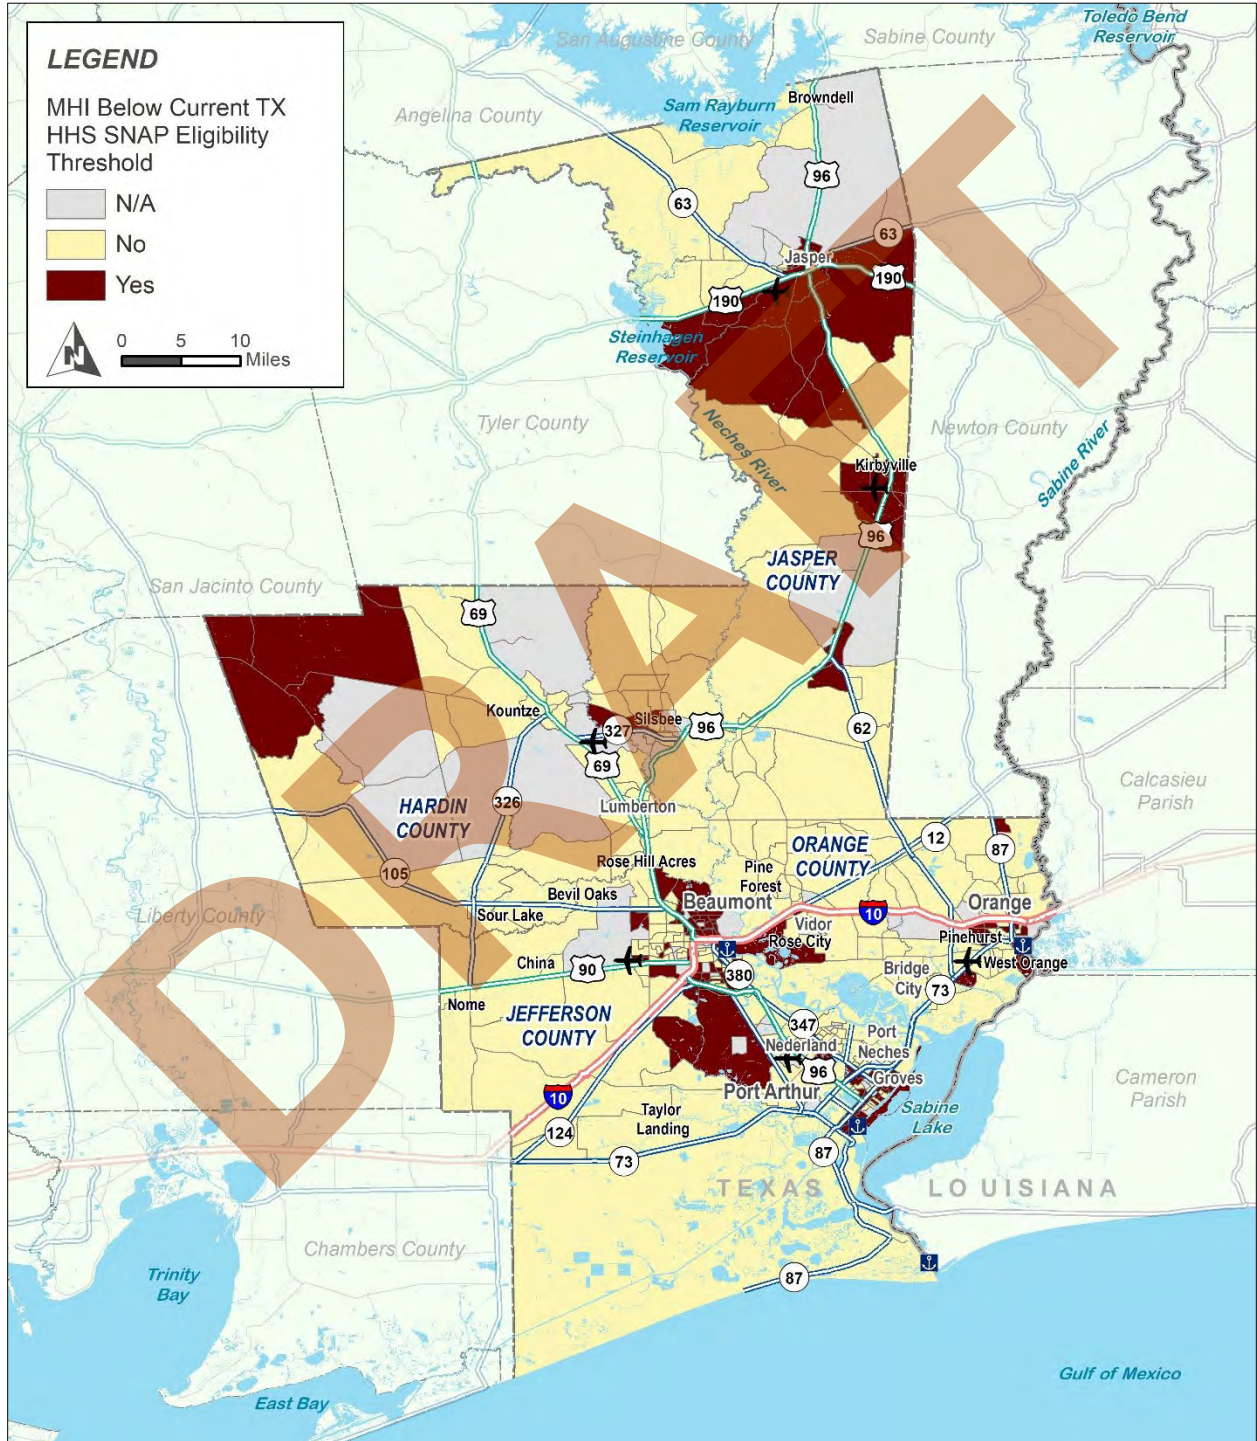 LEGEND
MHI Below Current TX
HHS SNAP Eligibility
Threshold
N/A
No
Yes
N
0 5 10
Miles
San Augustine County
Sabine County
Toledo Bend
Reservoir
Angelina County
Sam Rayburn
Reservoir
Browndell
96
63
63
Jasper
190
190
Steinhagen
Reservoir
Tyler County
Neches River
Newton County
Sabine River
Kirbyville
96
JASPER
COUNTY
San Jacinto County
69
Kountze
Silsbee
327
96
62
69
Lumberton
HARDIN
COUNTY
326
Calcasieu
Parish
ORANGE
COUNTY
12
87
105
Rose Hill Acres
Pine
Forest
Bevil Oaks
Beaumont
Orange
Liberty County
Sour Lake
10
Vidor
Rose City
Pinehurst
West Orange
China
90
380
Bridge
City
73
Nome
JEFFERSON
COUNTY
347
Nederland
Port
Neches
96
Groves
Port Arthur
10
Cameron
Parish
Sabine
Lake
Taylor
Landing
124
73
87
TEXAS
LOUISIANA
Chambers County
Trinity
Bay
87
East Bay
Gulf of Mexico
DRAFT